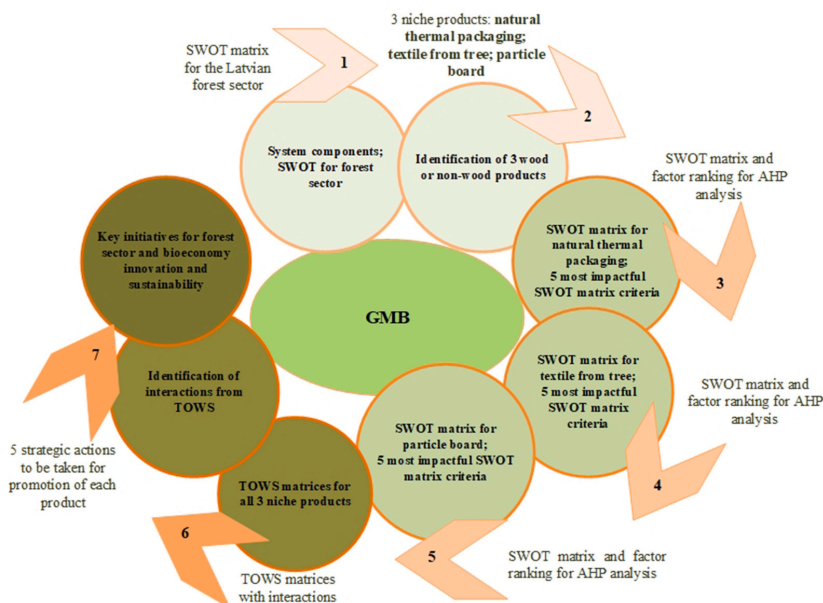 SWOT matrix
for the Latvian
forest sector
1
3 niche products: natural
thermal packaging;
textile from tree; particle
board
2
System components;
SWOT for forest
sector
Identification of 3 wood
or non-wood products
SWOT matrix and
factor ranking for AHP
analysis
3
SWOT matrix for
natural thermal
packaging;
5 most impactful
SWOT matrix criteria
SWOT matrix for
textile from tree;
5 most impactful
SWOT matrix
criteria
SWOT matrix and
factor ranking for AHP
analysis
4
SWOT matrix for
particle board;
5 most impactful SWOT
matrix criteria
5
SWOT matrix and factor
ranking for AHP analysis
TOWS matrices for
all 3 niche products
6
TOWS matrices
with interactions
Identification of
interactions from
TOWS
7
5 strategic actions
to be taken for
promotion of each
product
Key initiatives for forest
sector and bioeconomy
innovation and
sustainability
GMB